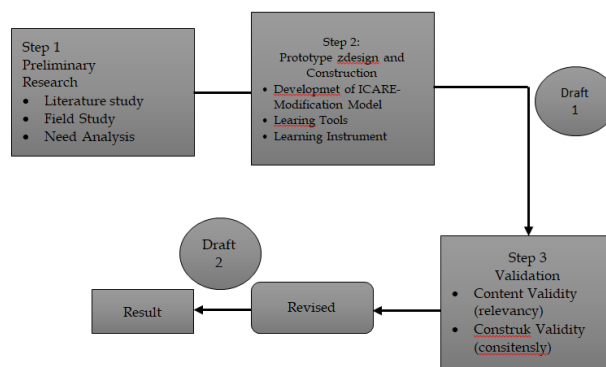 Step 1
Preliminary
Research
• Literature study
• Field Study
• Need Analysis
Step 2:
Prototype zdesign and
Construction
• Developmet of ICARE-
Modification Model
• Learing Tools
• Learning Instrument
Draft
1
Step 3
Validation
• Content Validity
(relevancy)
• Construk Validity
(consitensly)
Draft
2
Revised
Result